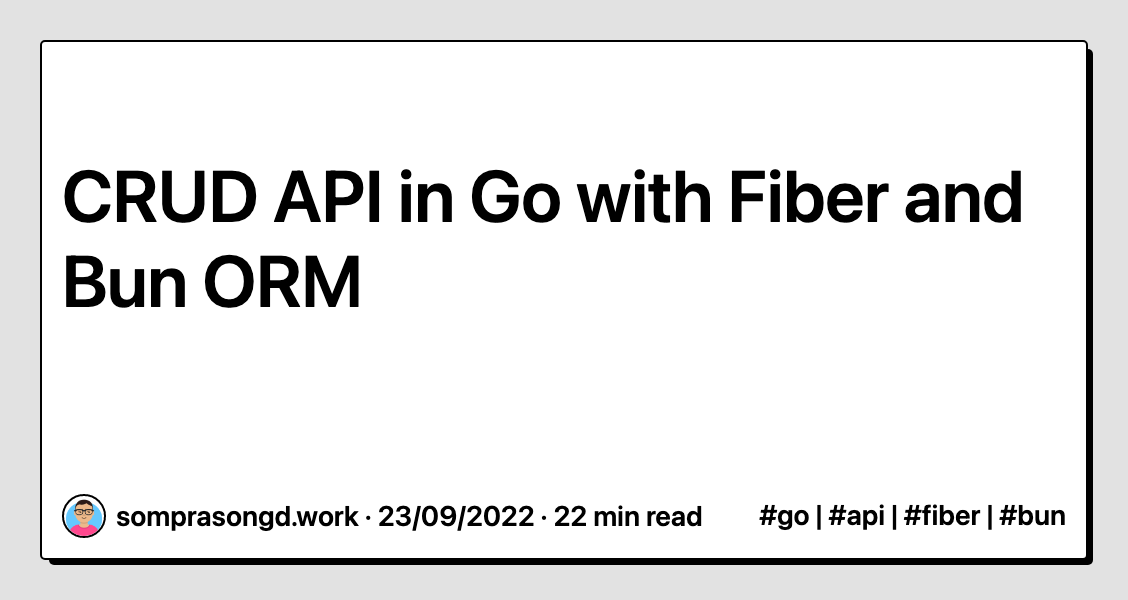 CRUD API in Go with Fiber and
Bun ORM
somprasongd.work · 23/09/2022 · 22 min read
#go | #api | #fiber | #bun